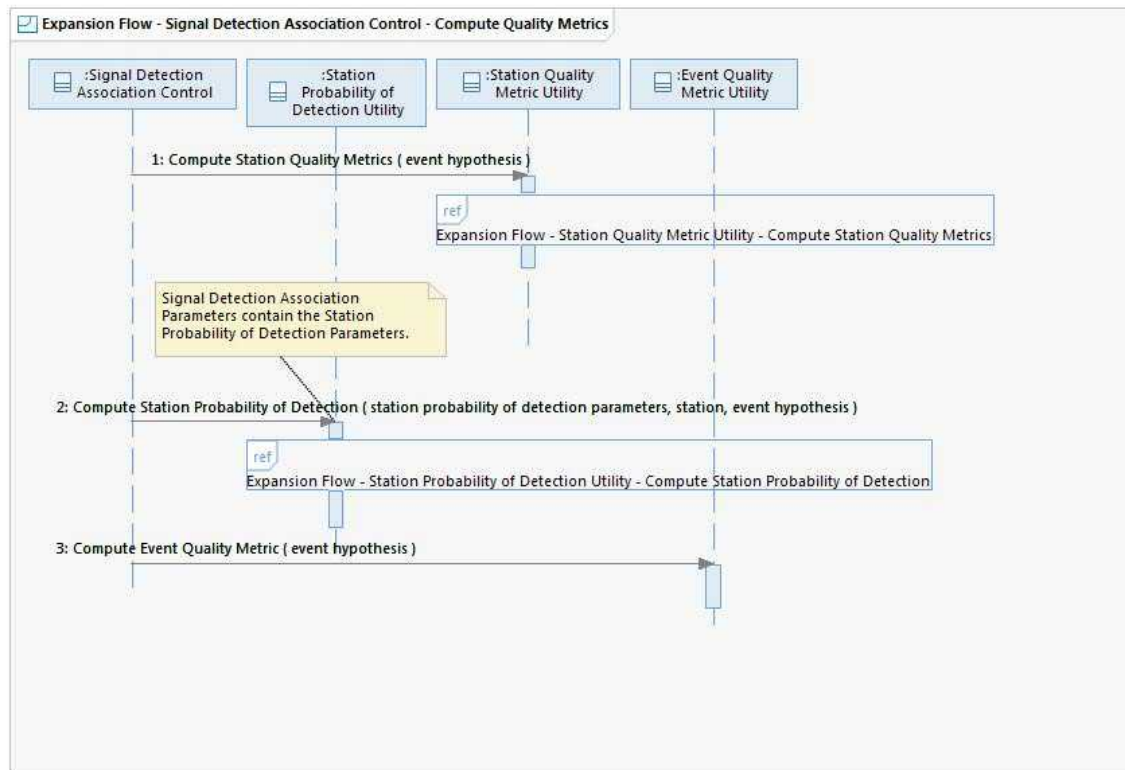 Expansion Flow - Signal Detection Association Control - Compute Quality Metrics
:Signal Detection
Association Control
:Station
Probability of
Detection Utility
:Station Quality
Metric Utility
:Event Quality
Metric Utility
1: Compute Station Quality Metrics ( event hypothesis )
ref
Expansion Flow - Station Quality Metric Utility - Compute Station Quality Metrics
Signal Detection Association
Parameters contain the Station
Probability of Detection Parameters.
2: Compute Station Probability of Detection ( station probability of detection parameters, station, event hypothesis )
ref
Expansion Flow - Station Probability of Detection Utility - Compute Station Probability of Detection
3: Compute Event Quality Metric ( event hypothesis )